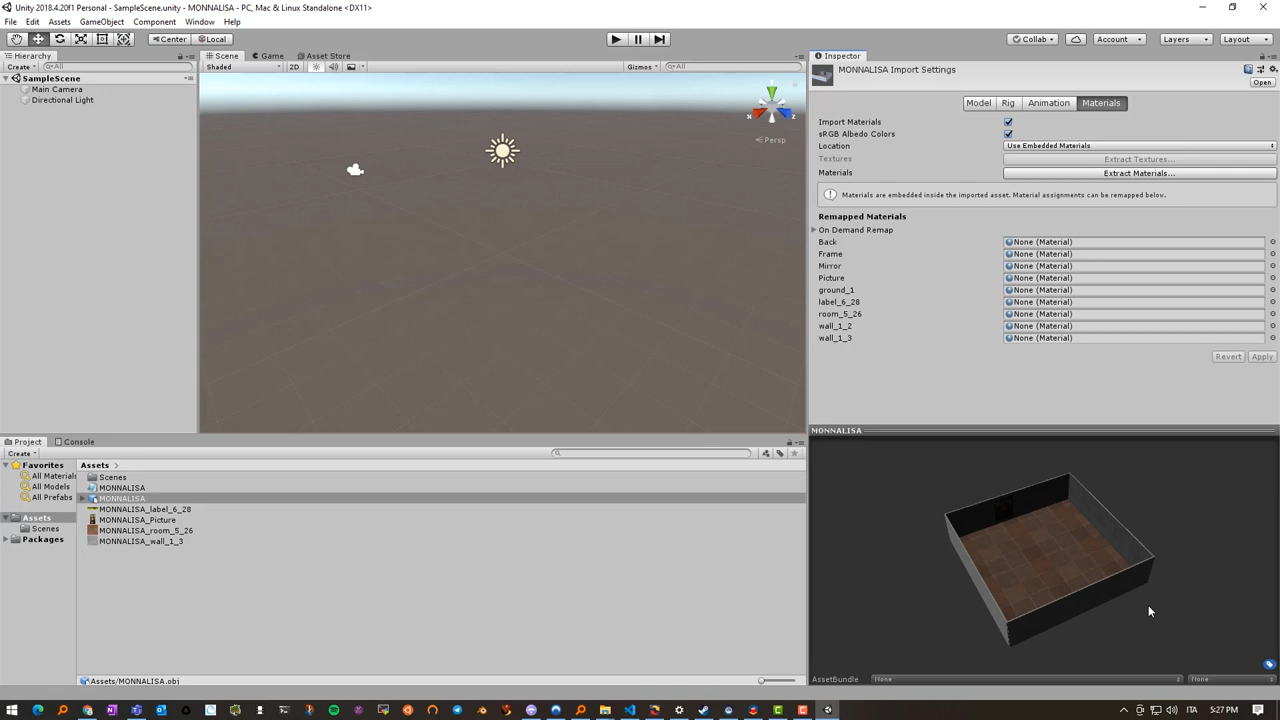 Unity 2018.4.20f1 Personal - SampleScene.unity - MONNALISA - PC, Mac & Linux Standalone <DX11>
File Edit Assets GameObject Component Window Help
Center Local Collab Account Layers Layout
Hierarchy Scene Game Asset Store Inspector
Create All Shaded 2D Gizmos All
SampleScene
Main Camera
Directional Light
x y z
Persp
MONNALISA Import Settings
Open
Model Rig Animation Materials
Import Materials
sRGB Albedo Colors
Location Use Embedded Materials
Textures Extract Textures...
Materials Extract Materials...
Materials are embedded inside the imported asset. Material assignments can be remapped below.
Remapped Materials
On Demand Remap
Back None (Material)
Frame None (Material)
Mirror None (Material)
Picture None (Material)
ground_1 None (Material)
label_6_28 None (Material)
room_5_26 None (Material)
wall_1_2 None (Material)
wall_1_3 None (Material)
Revert Apply
MONNALISA
Project Console
Create
Favorites
All Material
All Models
All Prefabs
Assets
Scenes
Packages
Assets
Scenes
MONNALISA
MONNALISA
MONNALISA_label_6_28
MONNALISA_Picture
MONNALISA_room_5_26
MONNALISA_wall_1_3
Assets/MONNALISA.obj
AssetBundle None None
ITA 5:27 PM